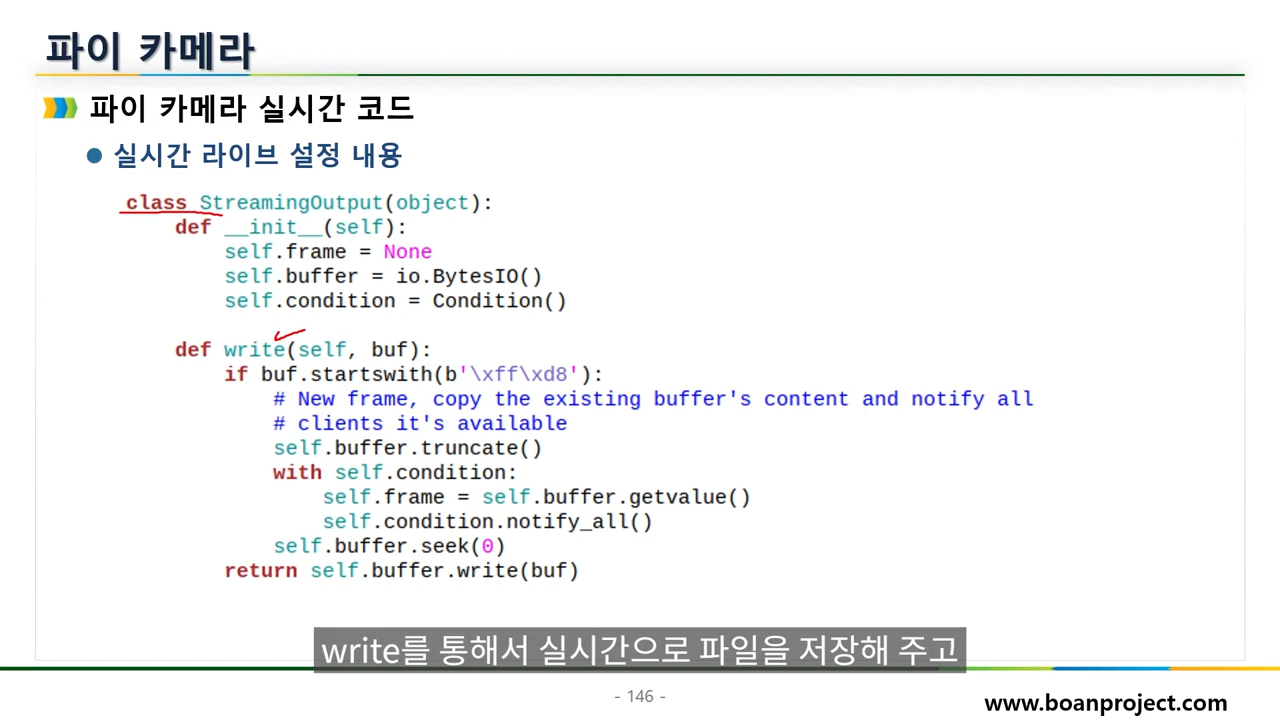 파이 카메라
파이 카메라 실시간 코드
실시간 라이브 설정 내용
class StreamingOutput(object):
    def __init__(self):
        self.frame = None
        self.buffer = io.BytesIO()
        self.condition = Condition()

    def write(self, buf):
        if buf.startswith(b'\xff\xd8'):
            # New frame, copy the existing buffer's content and notify all
            # clients it's available
            self.buffer.truncate()
            with self.condition:
                self.frame = self.buffer.getvalue()
                self.condition.notify_all()
            self.buffer.seek(0)
        return self.buffer.write(buf)
write를 통해서 실시간으로 파일을 저장해 주고
- 146 -
www.boanproject.com